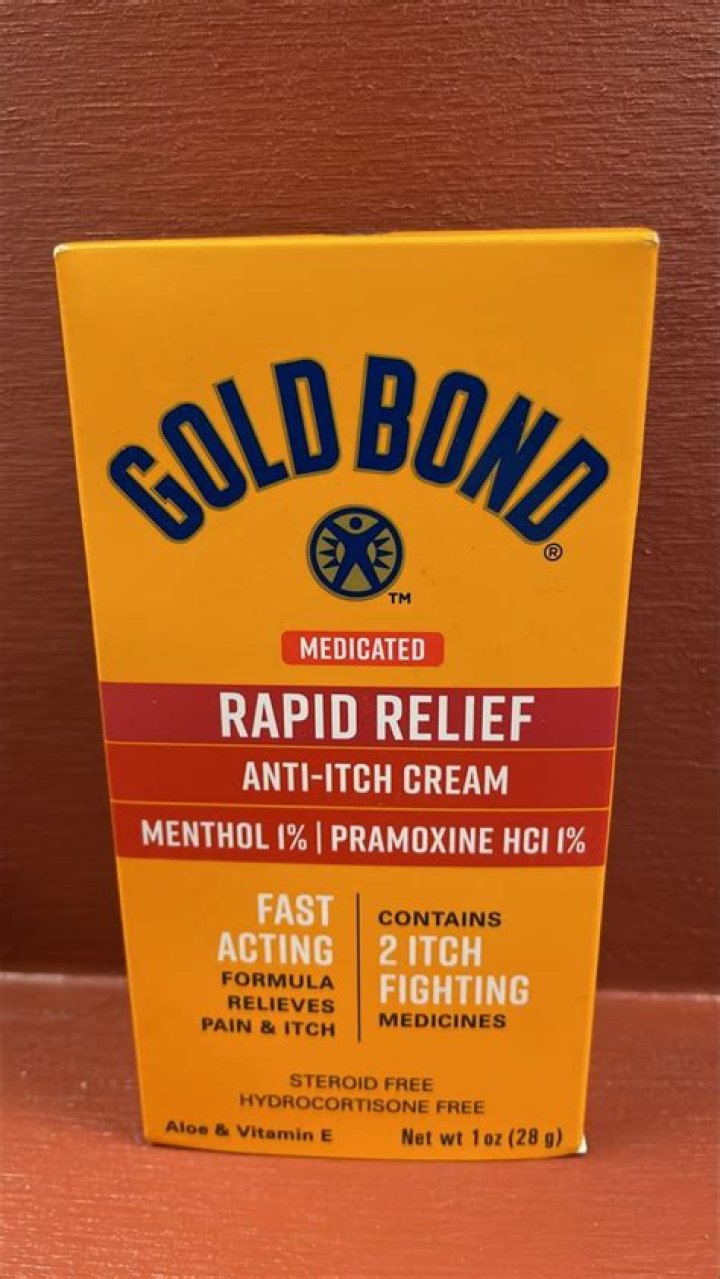 GOLD BOND®
TM
MEDICATED
RAPID RELIEF
ANTI-ITCH CREAM
MENTHOL 1% | PRAMOXINE HCl 1%
FAST
ACTING
FORMULA
RELIEVES
PAIN & ITCH
CONTAINS
2 ITCH
FIGHTING
MEDICINES
STEROID FREE
HYDROCORTISONE FREE
Aloe & Vitamin E
Net wt 1 oz (28 g)